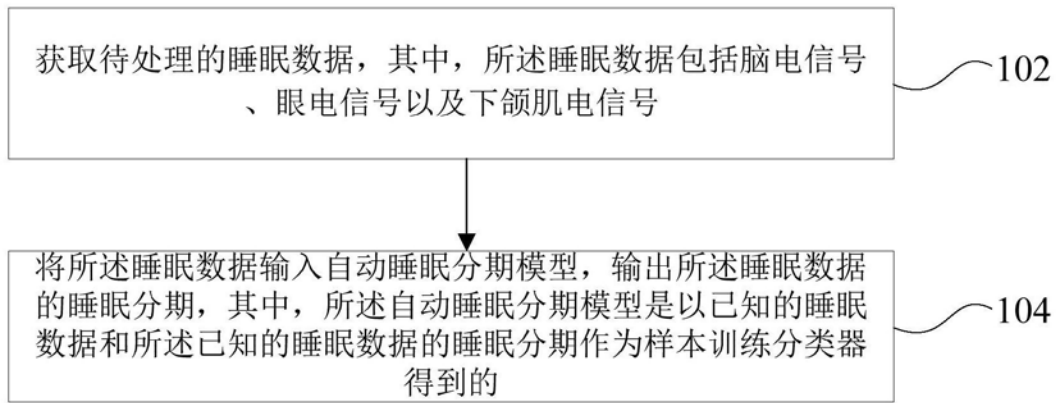 获取待处理的睡眠数据，其中，所述睡眠数据包括脑电信号
、眼电信号以及下颌肌电信号
102
将所述睡眠数据输入自动睡眠分期模型，输出所述睡眠数据
的睡眠分期，其中，所述自动睡眠分期模型是以已知的睡眠
数据和所述已知的睡眠数据的睡眠分期作为样本训练分类器
得到的
104